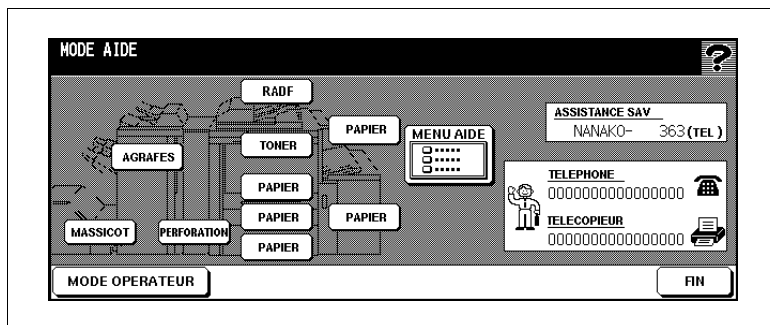 MODE AIDE
?
RADF
PAPIER
MENU AIDE
TONER
AGRAFES
PAPIER
PAPIER
PAPIER
MASSICOT
PERFORATION
PAPIER
ASSISTANCE SAV
NANAKO- 363 (TEL )
TELEPHONE
0000000000000000
TELECOPIEUR
0000000000000000
MODE OPERATEUR
FIN